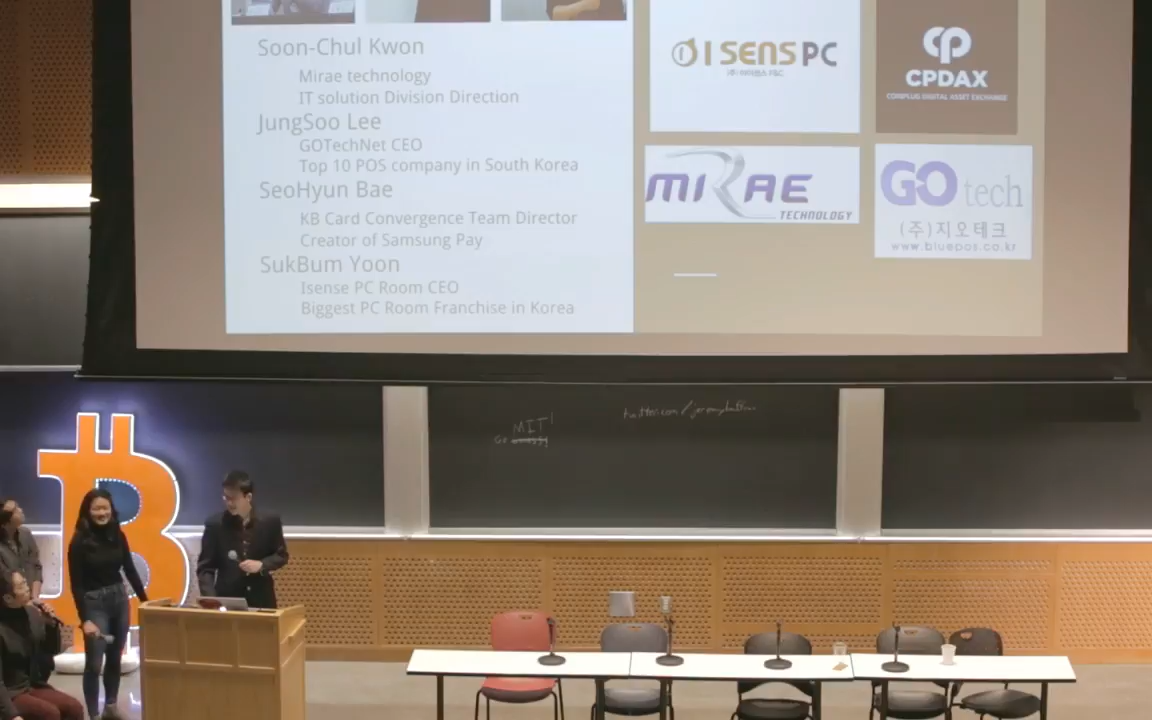 Soon-Chul Kwon
Mirae technology
IT solution Division Direction
JungSoo Lee
GOTechNet CEO
Top 10 POS company in South Korea
SeoHyun Bae
KB Card Convergence Team Director
Creator of Samsung Pay
SukBum Yoon
Isense PC Room CEO
Biggest PC Room Franchise in Korea
I SENS PC
CPDAX
COINPLUG DIGITAL ASSET EXCHANGE
MIRAE
TECHNOLOGY
GO tech
(주)지오테크
www.bluepos.co.kr
MIT!
Go
B